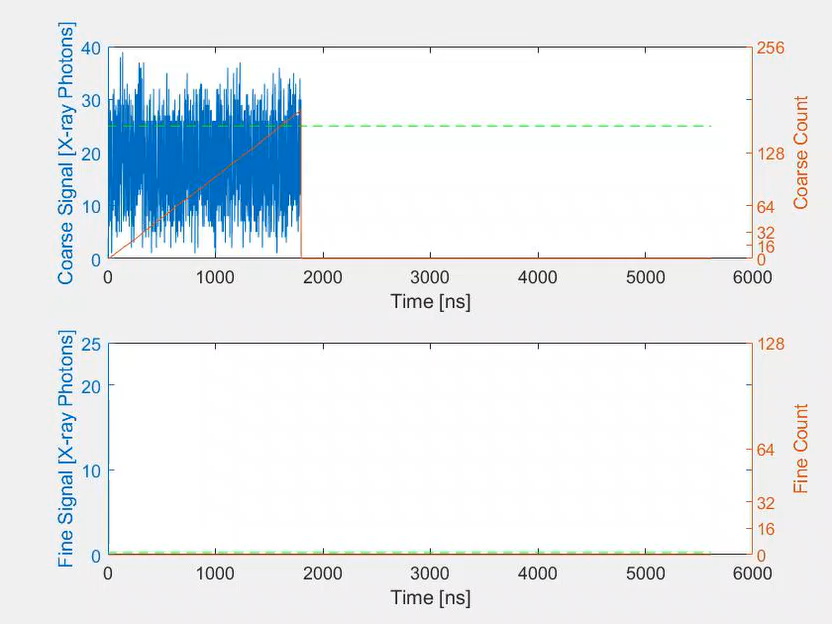 Coarse Signal [X-ray Photons]
40
30
20
10
0
256
128
64
32
16
0
Coarse Count
0 1000 2000 3000 4000 5000 6000
Time [ns]
Fine Signal [X-ray Photons]
25
20
10
0
128
64
32
16
0
Fine Count
0 1000 2000 3000 4000 5000 6000
Time [ns]